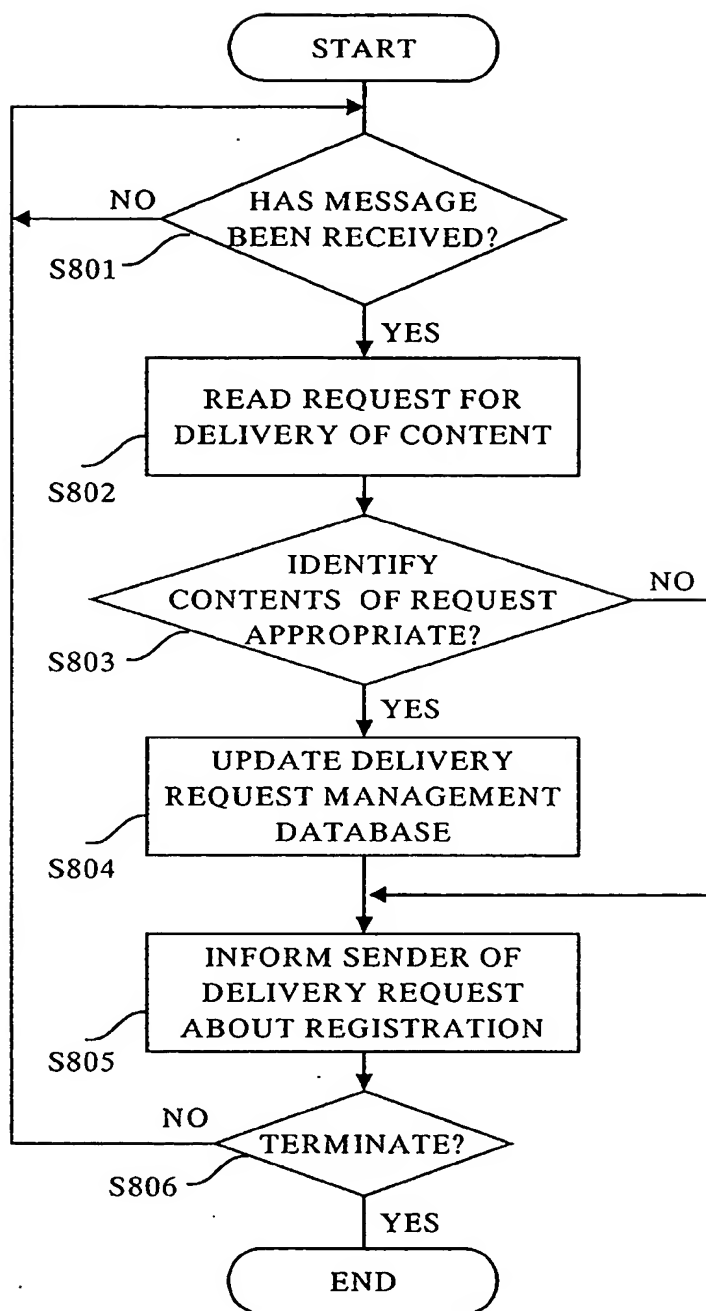 START
NO
HAS MESSAGE
BEEN RECEIVED?
S801
YES
READ REQUEST FOR
DELIVERY OF CONTENT
S802
IDENTIFY
CONTENTS OF REQUEST
APPROPRIATE?
NO
S803
YES
UPDATE DELIVERY
REQUEST MANAGEMENT
DATABASE
S804
INFORM SENDER OF
DELIVERY REQUEST
ABOUT REGISTRATION
S805
NO
TERMINATE?
S806
YES
END